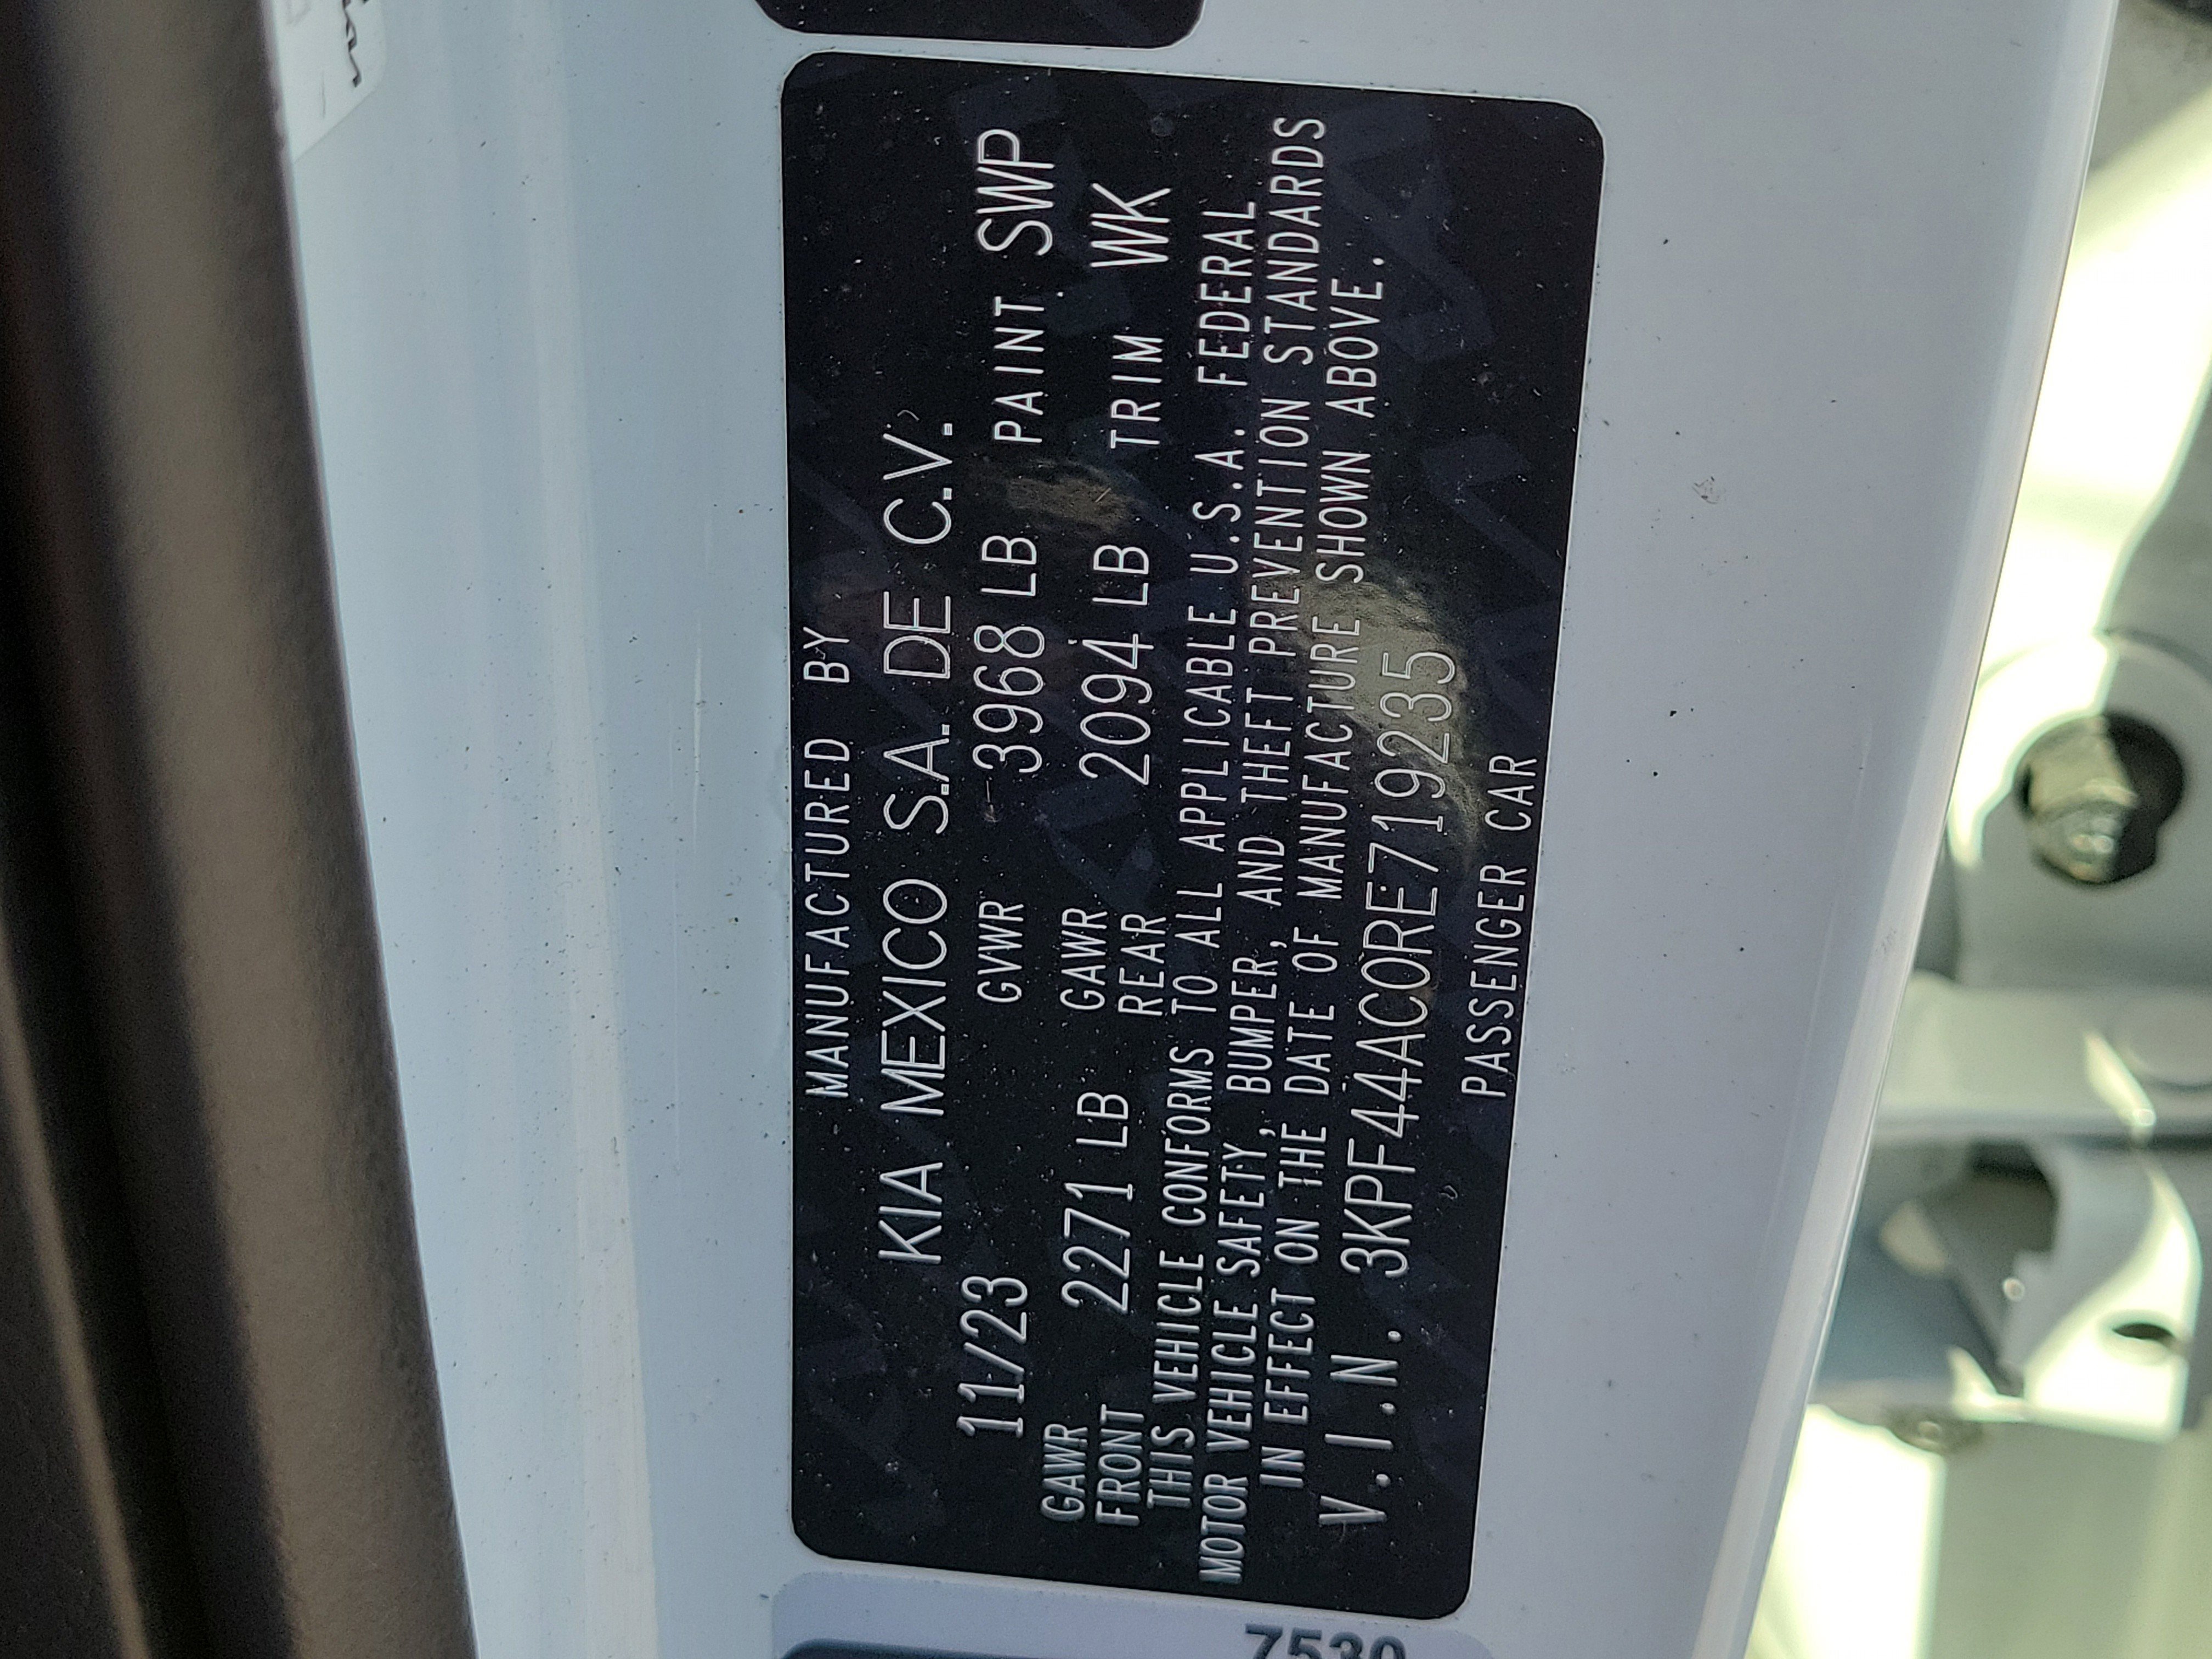 MANUFACTURED BY
KIA MEXICO S.A. DE C.V.
11/23 GVWR 3968 LB PAINT SWP
GAWR FRONT 2271 LB GAWR REAR 2094 LB TRIM WK
THIS VEHICLE CONFORMS TO ALL APPLICABLE U.S.A. FEDERAL
MOTOR VEHICLE SAFETY, BUMPER, AND THEFT PREVENTION STANDARDS
IN EFFECT ON THE DATE OF MANUFACTURE SHOWN ABOVE.
V.I.N. 3KPF44AC0RE719235
PASSENGER CAR
7530